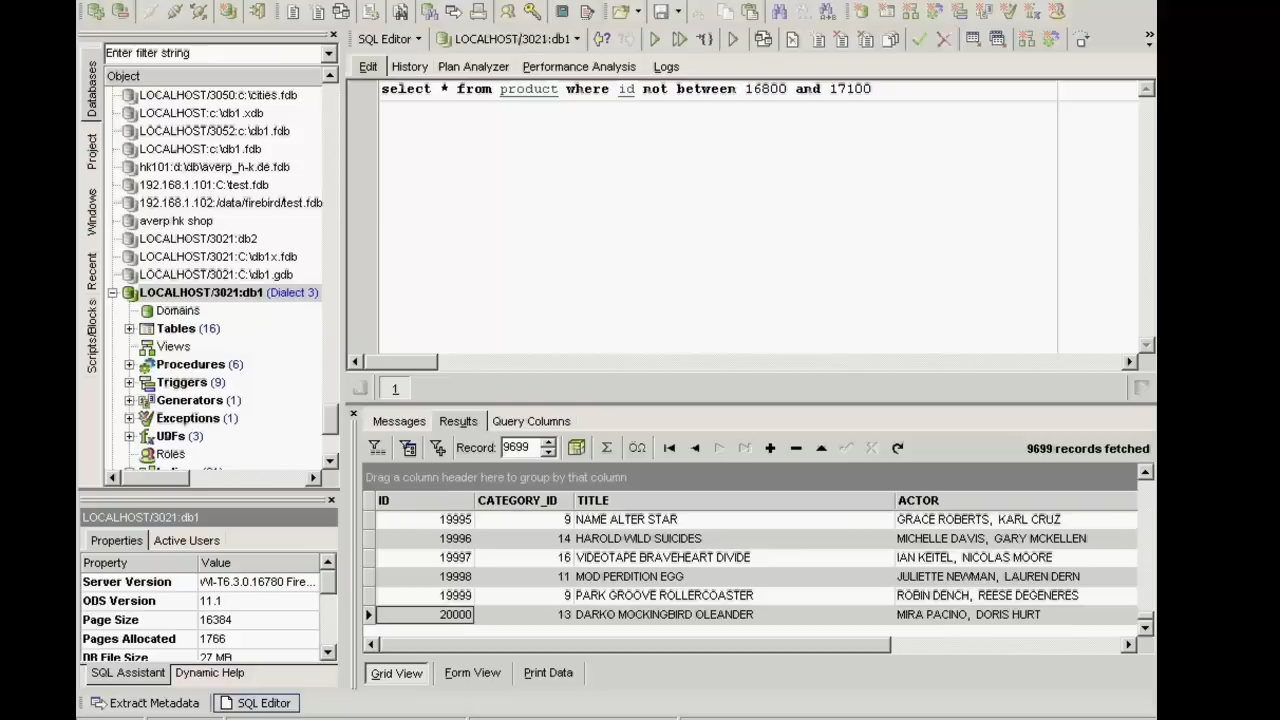 SQL Editor LOCALHOST/3021:db1
Enter filter string
Edit History Plan Analyzer Performance Analysis Logs
Object
select * from product where id not between 16800 and 17100
LOCALHOST/3050:c:\cities.fdb
LOCALHOST:c:\db1.xdb
LOCALHOST/3052:c:\db1.fdb
LOCALHOST:c:\db1.fdb
hk101:d:\db\averp_h-k.de.fdb
192.168.1.101:C:\test.fdb
192.168.1.102:/data/firebird/test.fdb
averp hk shop
LOCALHOST/3021:db2
LOCALHOST/3021:C:\db1x.fdb
LOCALHOST/3021:C:\db1.gdb
LOCALHOST/3021:db1 (Dialect 3)
Domains
Tables (16)
Views
Procedures (6)
Triggers (9)
Generators (1)
Exceptions (1)
UDFs (3)
Roles
Databases
Project
Windows
Recent
Scripts/Blocks
1
Messages Results Query Columns
Record: 9699 9699 records fetched
Drag a column header here to group by that column
ID CATEGORY_ID TITLE ACTOR
19995 9 NAME ALTER STAR GRACE ROBERTS, KARL CRUZ
19996 14 HAROLD WILD SUICIDES MICHELLE DAVIS, GARY MCKELLEN
19997 16 VIDEOTAPE BRAVEHEART DIVIDE IAN KEITEL, NICOLAS MOORE
19998 11 MOD PERDITION EGG JULIETTE NEWMAN, LAUREN DERN
19999 9 PARK GROOVE ROLLERCOASTER ROBIN DENCH, REESE DEGENERES
20000 13 DARKO MOCKINGBIRD OLEANDER MIRA PACINO, DORIS HURT
Grid View Form View Print Data
LOCALHOST/3021:db1
Properties Active Users
Property Value
Server Version WI-T6.3.0.16780 Fire...
ODS Version 11.1
Page Size 16384
Pages Allocated 1766
DB File Size 27 MB
SQL Assistant Dynamic Help
Extract Metadata SQL Editor